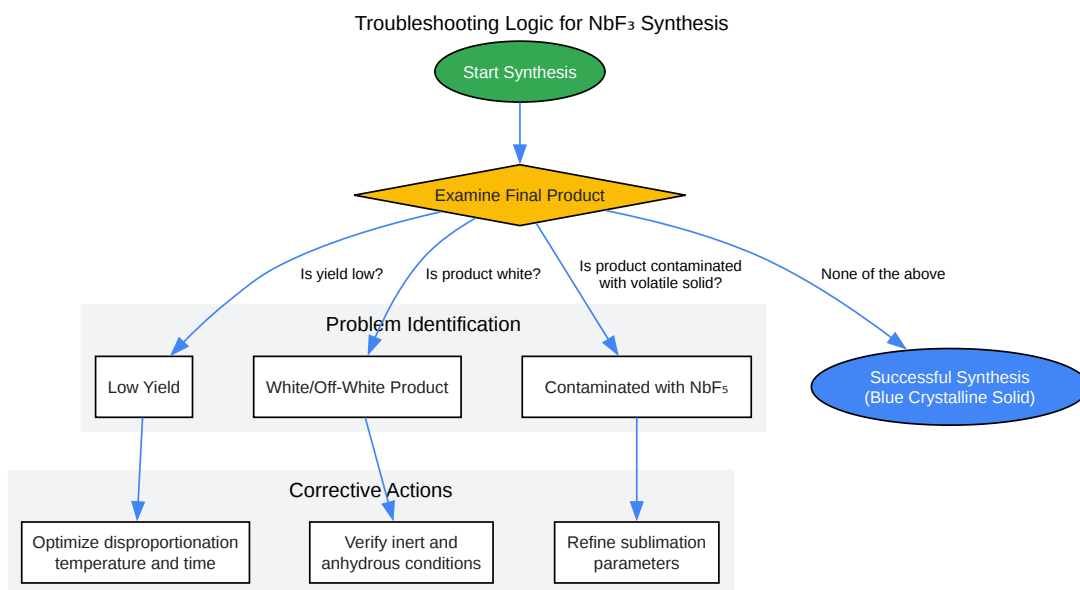 Troubleshooting Logic for NbF₃ Synthesis
Start Synthesis
Examine Final Product
Is yield low?
Is product white?
Is product contaminated
with volatile solid?
None of the above
Problem Identification
Low Yield
White/Off-White Product
Contaminated with NbF₅
Successful Synthesis
(Blue Crystalline Solid)
Corrective Actions
Optimize disproportionation
temperature and time
Verify inert and
anhydrous conditions
Refine sublimation
parameters